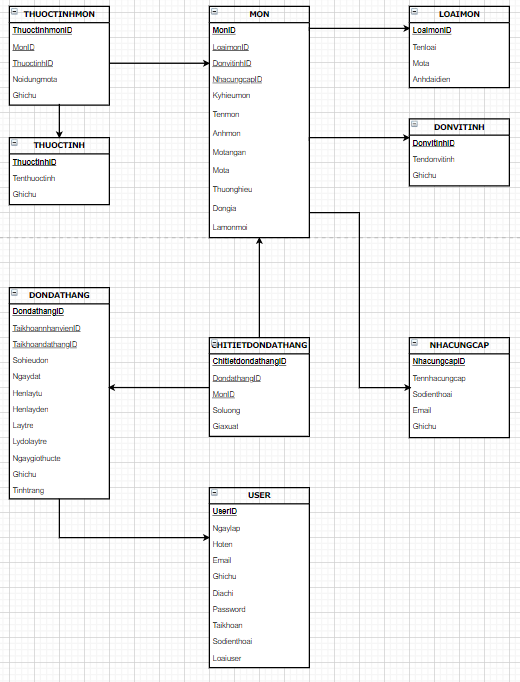 THUOCTINHMON
ThuoctinhmonID
MonID
ThuoctinhID
Noidungmota
Ghichu
MON
MonID
LoaimonID
DonvitinhID
NhacungcapID
Kyhieumon
Tenmon
Anhmon
Motangan
Mota
Thuonghieu
Dongia
Lamonmoi
LOAIMON
LoaimonID
Tenloai
Mota
Anhdaidien
THUOCTINH
ThuoctinhID
Tenthuoctinh
Ghichu
DONVITINH
DonvitinhID
Tendonvitinh
Ghichu
DONDATHANG
DondathangID
TaikhoannhanvienID
TaikhoandathangID
Sohieudon
Ngaydat
Henlaytu
Henlayden
Laytre
Lydolaytre
Ngaygiothucte
Ghichu
Tinhtrang
CHITIETDONDATHANG
ChitietdondathangID
DondathangID
MonID
Soluong
Giaxuat
NHACUNGCAP
NhacungcapID
Tennhacungcap
Sodienthoai
Email
Ghichu
USER
UserID
Ngaylap
Hoten
Email
Ghichu
Diachi
Password
Taikhoan
Sodienthoai
Loaiuser